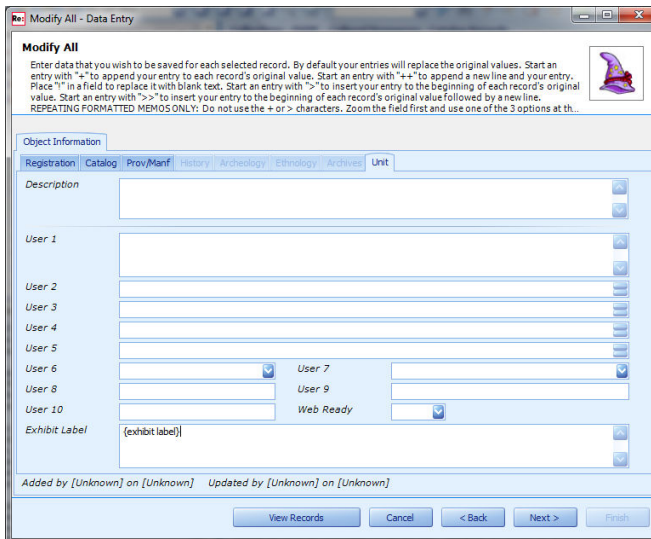 Re: Modify All - Data Entry
Modify All
Enter data that you wish to be saved for each selected record. By default your entries will replace the original values. Start an
entry with "+" to append your entry to each record's original value. Start an entry with "++" to append a new line and your entry.
Place "!" in a field to replace it with blank text. Start an entry with ">" to insert your entry to the beginning of each record's original
value. Start an entry with ">>" to insert your entry to the beginning of each record's original value followed by a new line.
REPEATING FORMATTED MEMOS ONLY: Do not use the + or > characters. Zoom the field first and use one of the 3 options at th...
Object Information
Registration Catalog Prov/Manf History Archeology Ethnology Archives Unit
Description
User 1
User 2
User 3
User 4
User 5
User 6 User 7
User 8 User 9
User 10 Web Ready
Exhibit Label {exhibit label}
Added by [Unknown] on [Unknown] Updated by [Unknown] on [Unknown]
View Records Cancel < Back Next > Finish